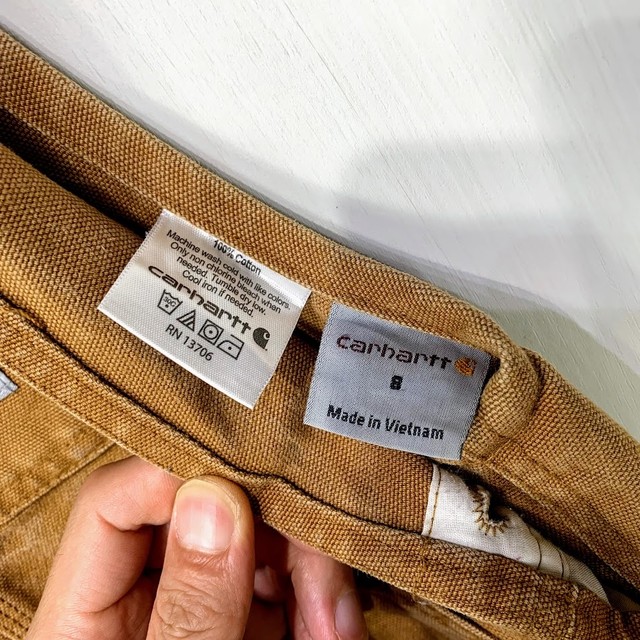 100% Cotton
Machine wash cold with like colors.
Only non chlorine bleach when
needed. Tumble dry low.
Cool iron if needed.
carhartt
RN 13706
carhartt
8
Made in Vietnam